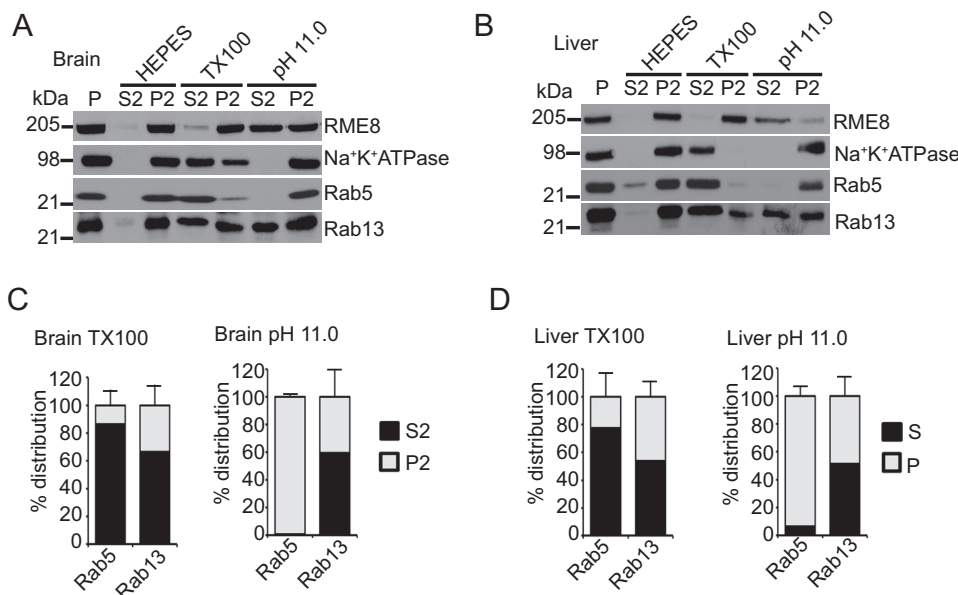 A
Brain
HEPES
TX100
pH 11.0
kDa P S2 P2 S2 P2 S2 P2
205 RME8
98 Na⁺K⁺ATPase
21 Rab5
21 Rab13
B
Liver
HEPES
TX100
pH 11.0
kDa P S2 P2 S2 P2 S2 P2
205 RME8
98 Na⁺K⁺ATPase
21 Rab5
21 Rab13
C
Brain TX100
% distribution
120
100
80
60
40
20
0
Rab5
Rab13
Brain pH 11.0
% distribution
120
100
80
60
40
20
0
Rab5
Rab13
S2
P2
D
Liver TX100
% distribution
120
100
80
60
40
20
0
Rab5
Rab13
Liver pH 11.0
% distribution
120
100
80
60
40
20
0
Rab5
Rab13
S
P